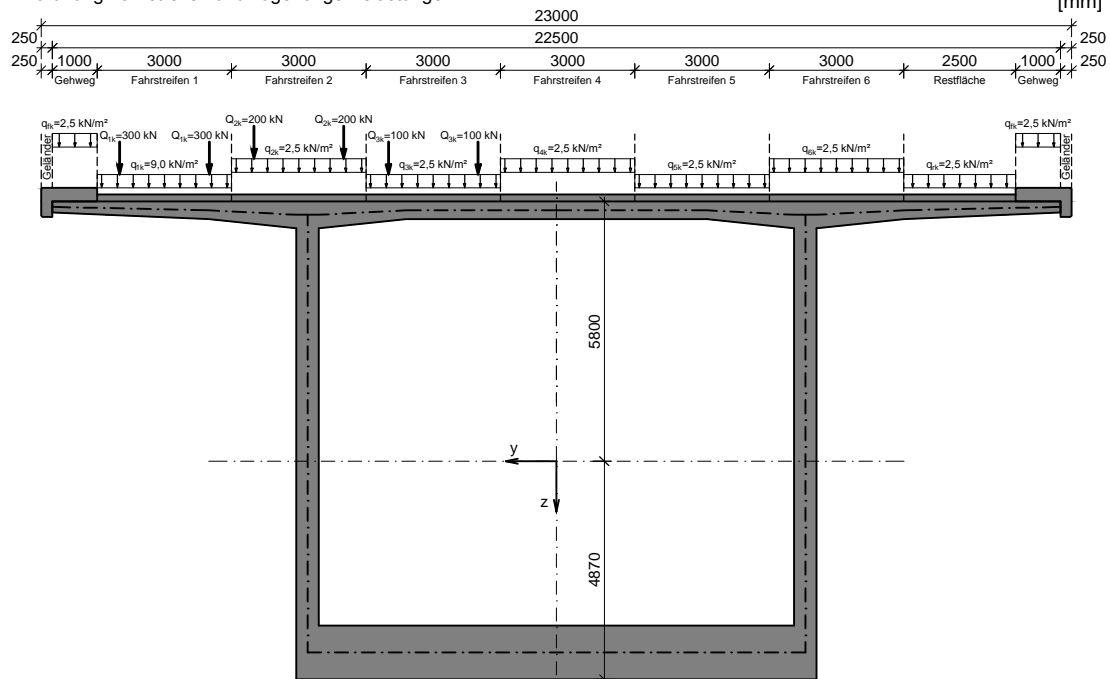 [mm]
23000
250 22500 250
250 1000 3000 3000 3000 3000 3000 3000 2500 1000 250
Gehweg Fahrstreifen 1 Fahrstreifen 2 Fahrstreifen 3 Fahrstreifen 4 Fahrstreifen 5 Fahrstreifen 6 Restfläche Gehweg
Geländer
qfk=2,5 kN/m²
Q1k=300 kN Q1k=300 kN
q1k=9,0 kN/m²
Q2k=200 kN Q2k=200 kN
q2k=2,5 kN/m²
Q3k=100 kN Q3k=100 kN
q3k=2,5 kN/m²
q4k=2,5 kN/m²
q5k=2,5 kN/m²
q6k=2,5 kN/m²
qrk=2,5 kN/m²
qfk=2,5 kN/m²
Geländer
5800
y
z
4870